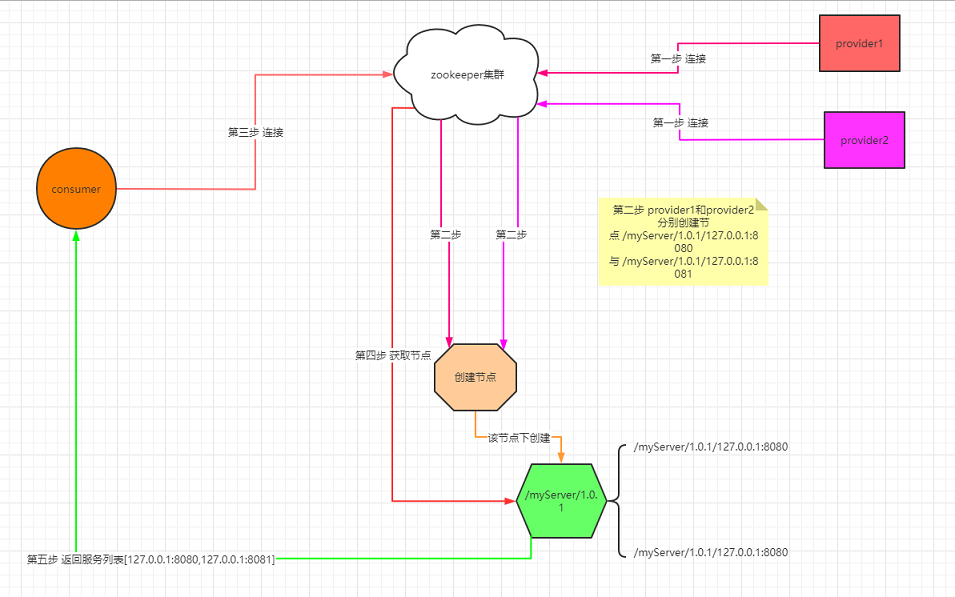 provider1
第一步 连接
zookeeper集群
第一步 连接
provider2
第三步 连接
consumer
第二步 provider1和provider2
分别创建节
点 /myServer/1.0.1/127.0.0.1:8
080
与 /myServer/1.0.1/127.0.0.1:8
081
第二步
第二步
第四步 获取节点
创建节点
该节点下创建
/myServer/1.0.1/127.0.0.1:8080
/myServer/1.0.
1
/myServer/1.0.1/127.0.0.1:8080
第五步 返回服务列表[127.0.0.1:8080,127.0.0.1:8081]